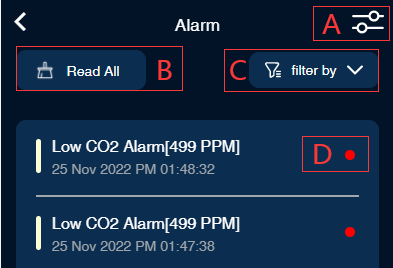 Alarm
A
Read All
B
C
filter by
Low CO2 Alarm[499 PPM]
25 Nov 2022 PM 01:48:32
D
Low CO2 Alarm[499 PPM]
25 Nov 2022 PM 01:47:38